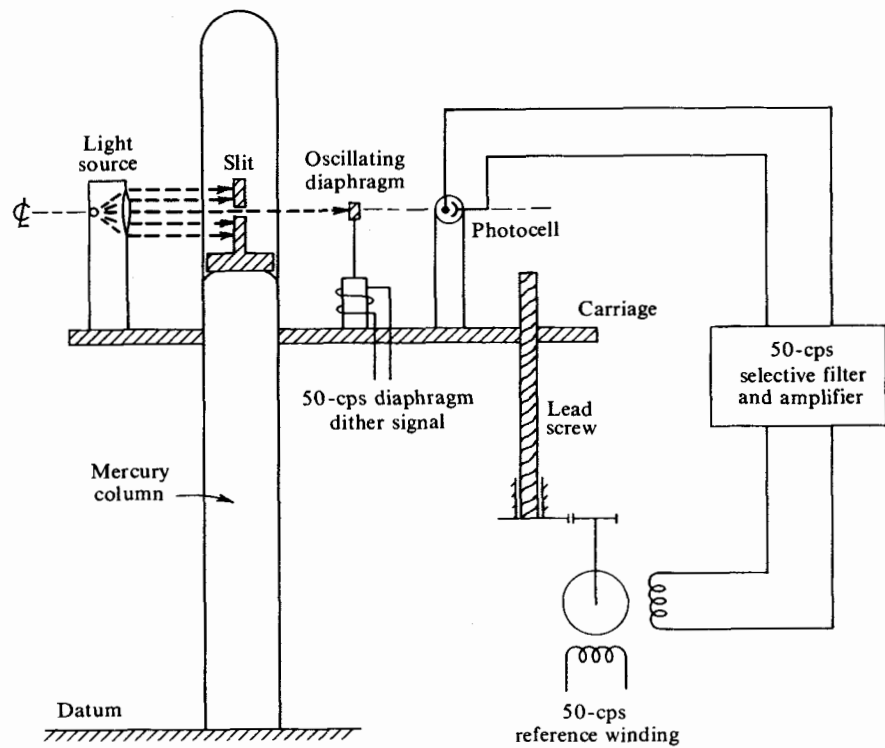 Light
source
Slit
Oscillating
diaphragm
℄
Photocell
Carriage
50-cps diaphragm
dither signal
Lead
screw
50-cps
selective filter
and amplifier
Mercury
column
Datum
50-cps
reference winding